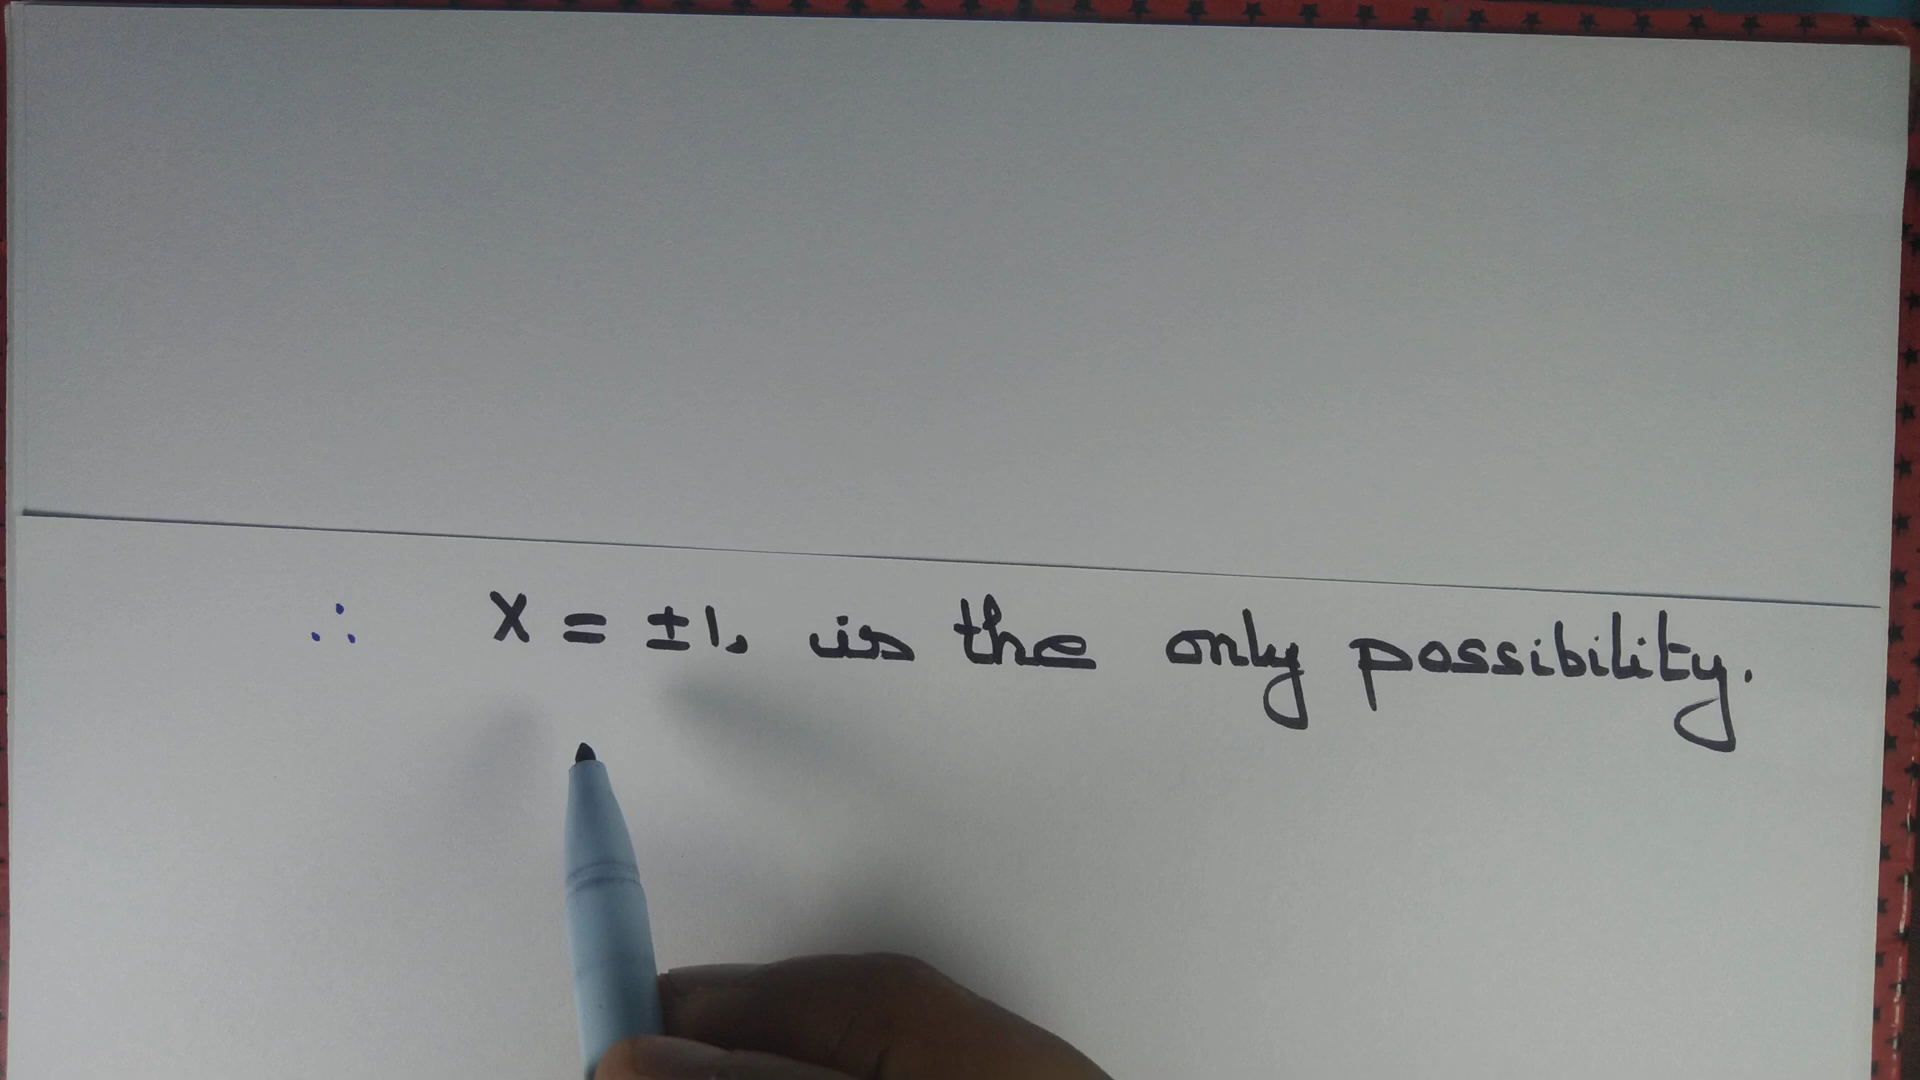 ∴ x = ±1, is the only possibility.